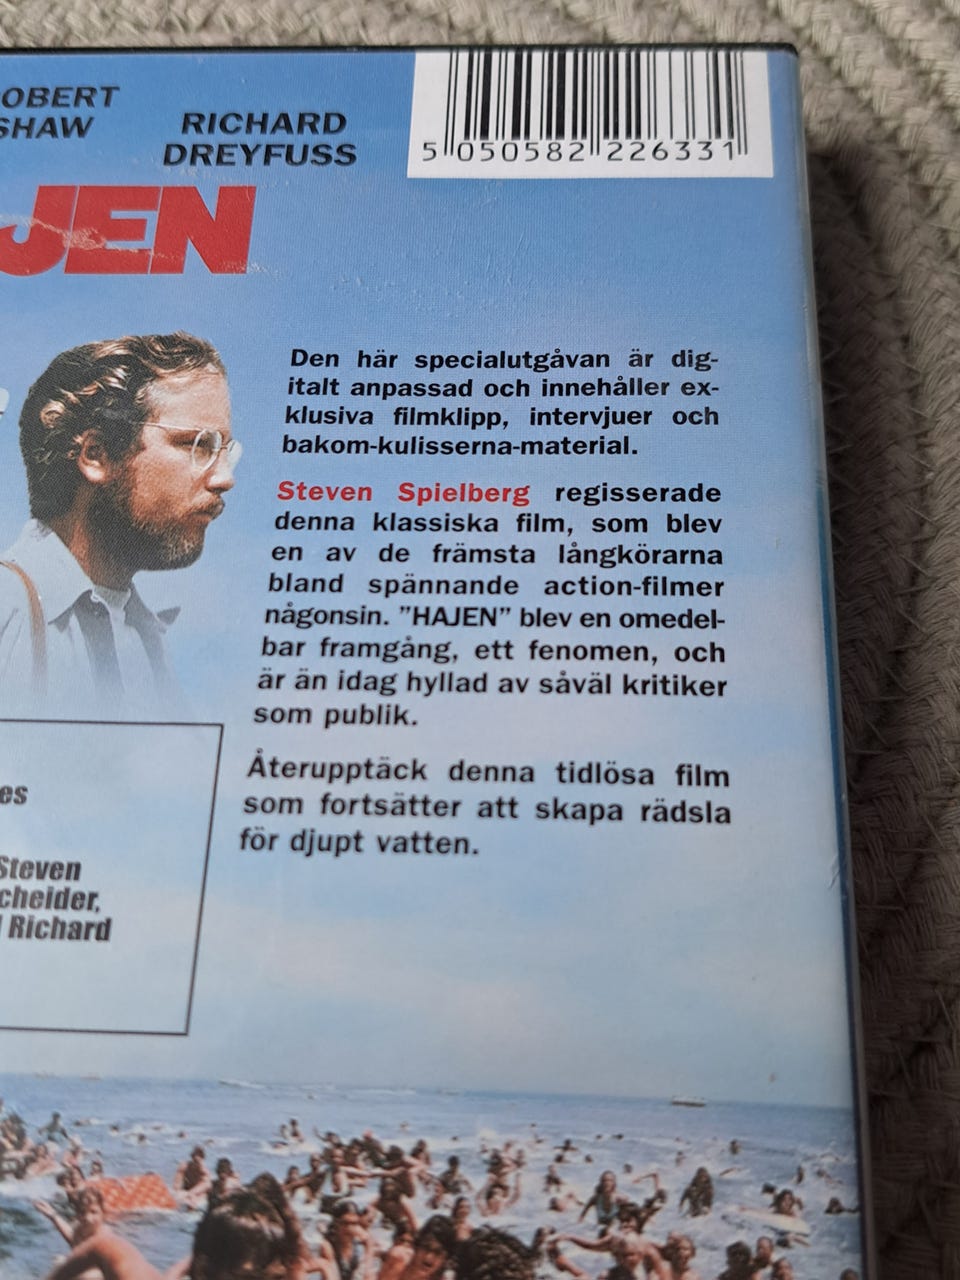 OBERT
SHAW
RICHARD
DREYFUSS
5 050582 226331
JEN
Den här specialutgåvan är dig-
italt anpassad och innehåller ex-
klusiva filmklipp, intervjuer och
bakom-kulisserna-material.
Steven Spielberg regisserade
denna klassiska film, som blev
en av de främsta långkörarna
bland spännande action-filmer
någonsin. ”HAJEN” blev en omedel-
bar framgång, ett fenomen, och
är än idag hyllad av såväl kritiker
som publik.
Återupptäck denna tidlösa film
som fortsätter att skapa rädsla
för djupt vatten.
es
Steven
cheider,
Richard